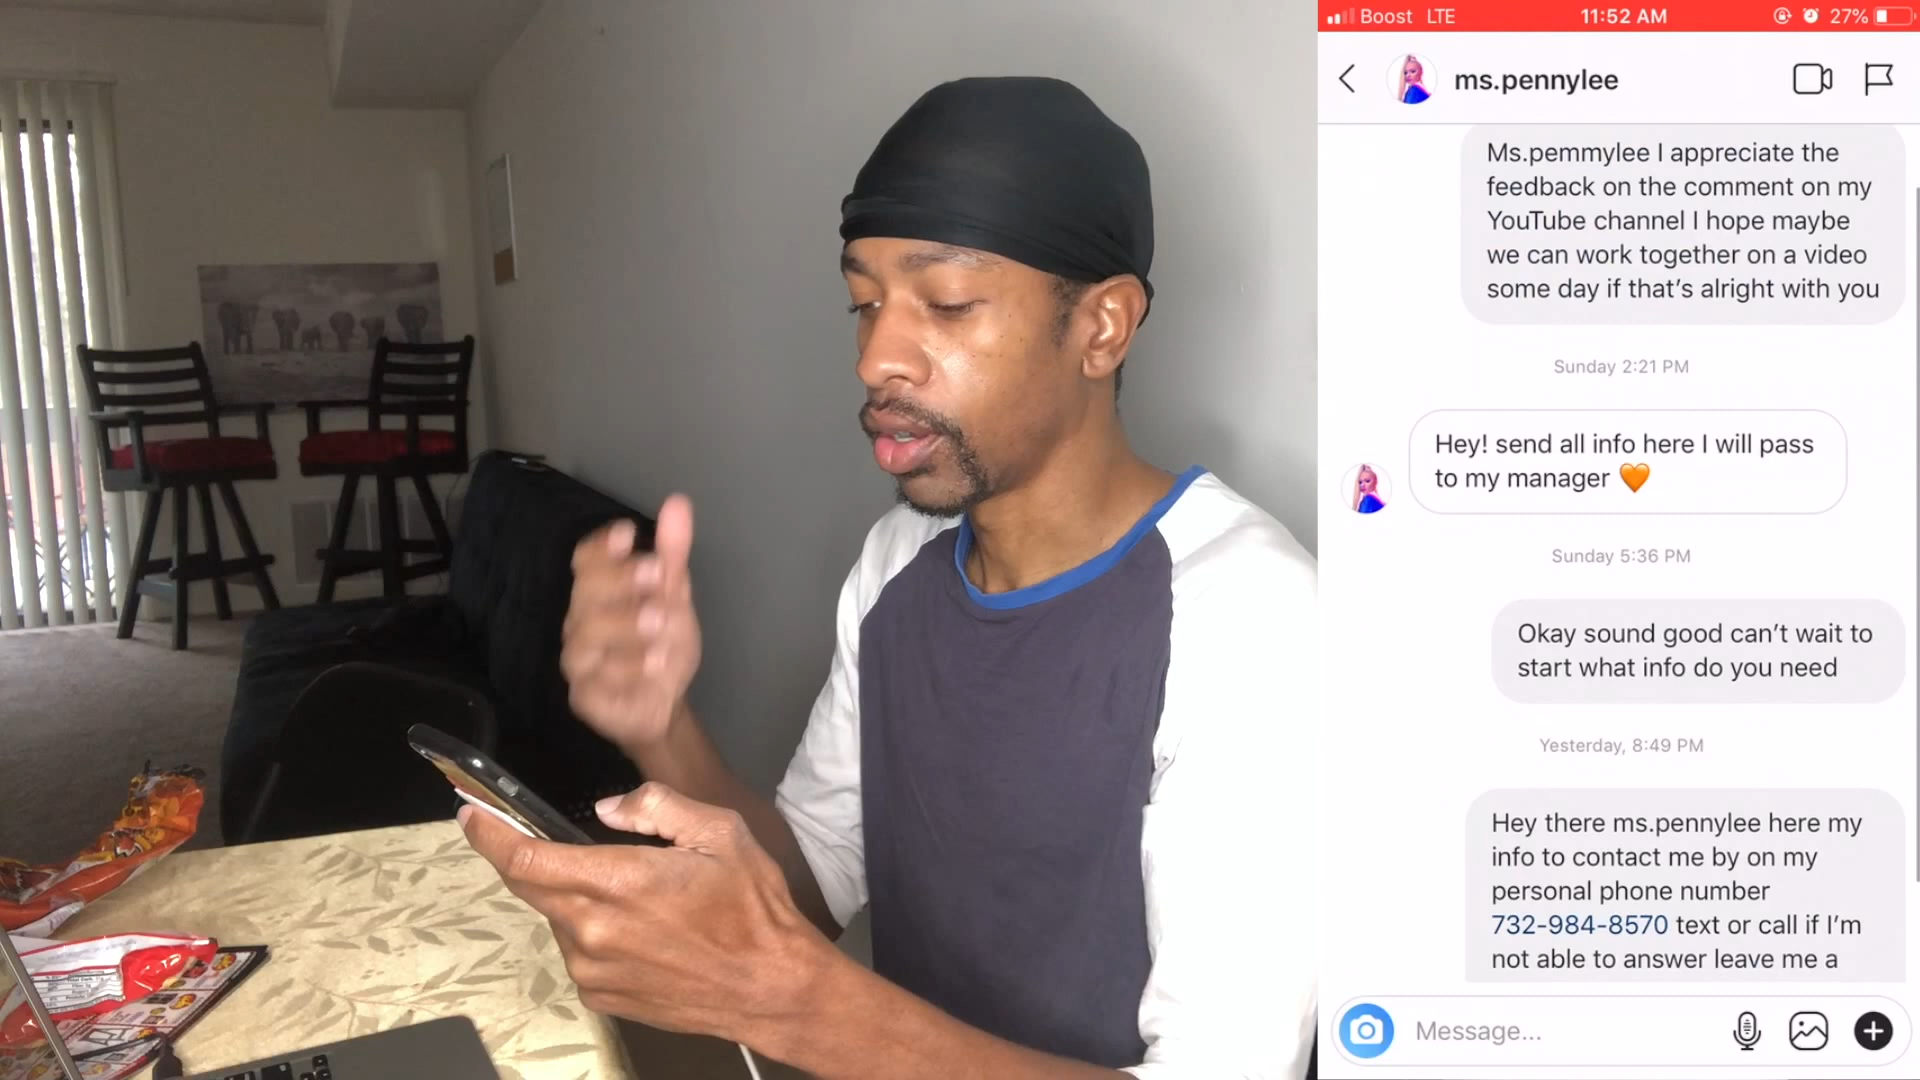 Boost LTE 11:52 AM 27%
ms.pennylee
Ms.pemmylee I appreciate the
feedback on the comment on my
YouTube channel I hope maybe
we can work together on a video
some day if that's alright with you
Sunday 2:21 PM
Hey! send all info here I will pass
to my manager 🧡
Sunday 5:36 PM
Okay sound good can't wait to
start what info do you need
Yesterday, 8:49 PM
Hey there ms.pennylee here my
info to contact me by on my
personal phone number
732-984-8570 text or call if I'm
not able to answer leave me a
Message...